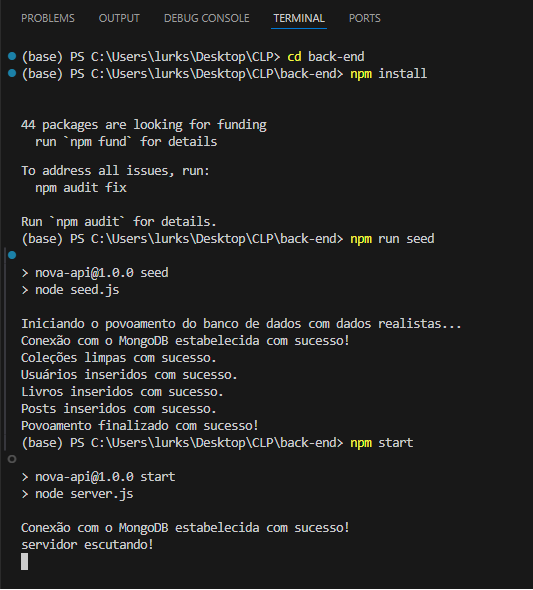 PROBLEMS OUTPUT DEBUG CONSOLE TERMINAL PORTS
(base) PS C:\Users\lurks\Desktop\CLP> cd back-end
(base) PS C:\Users\lurks\Desktop\CLP\back-end> npm install
44 packages are looking for funding
  run `npm fund` for details
To address all issues, run:
  npm audit fix
Run `npm audit` for details.
(base) PS C:\Users\lurks\Desktop\CLP\back-end> npm run seed
> nova-api@1.0.0 seed
> node seed.js
Iniciando o povoamento do banco de dados com dados realistas...
Conexão com o MongoDB estabelecida com sucesso!
Coleções limpas com sucesso.
Usuários inseridos com sucesso.
Livros inseridos com sucesso.
Posts inseridos com sucesso.
Povoamento finalizado com sucesso!
(base) PS C:\Users\lurks\Desktop\CLP\back-end> npm start
> nova-api@1.0.0 start
> node server.js
Conexão com o MongoDB estabelecida com sucesso!
servidor escutando!